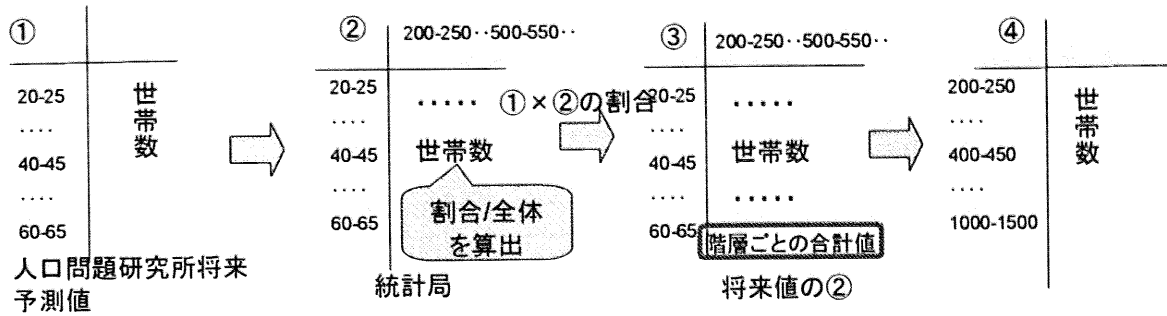 ①
20-25
....
40-45
....
60-65
世帯数
人口問題研究所将来
予測値
②
200-250‥500-550‥
20-25
....
40-45
....
60-65
.....
世帯数
割合/全体
を算出
統計局
①×②の割合
③
200-250‥500-550‥
20-25
....
40-45
....
60-65
.....
世帯数
.....
階層ごとの合計値
将来値の②
④
200-250
....
400-450
....
1000-1500
世帯数